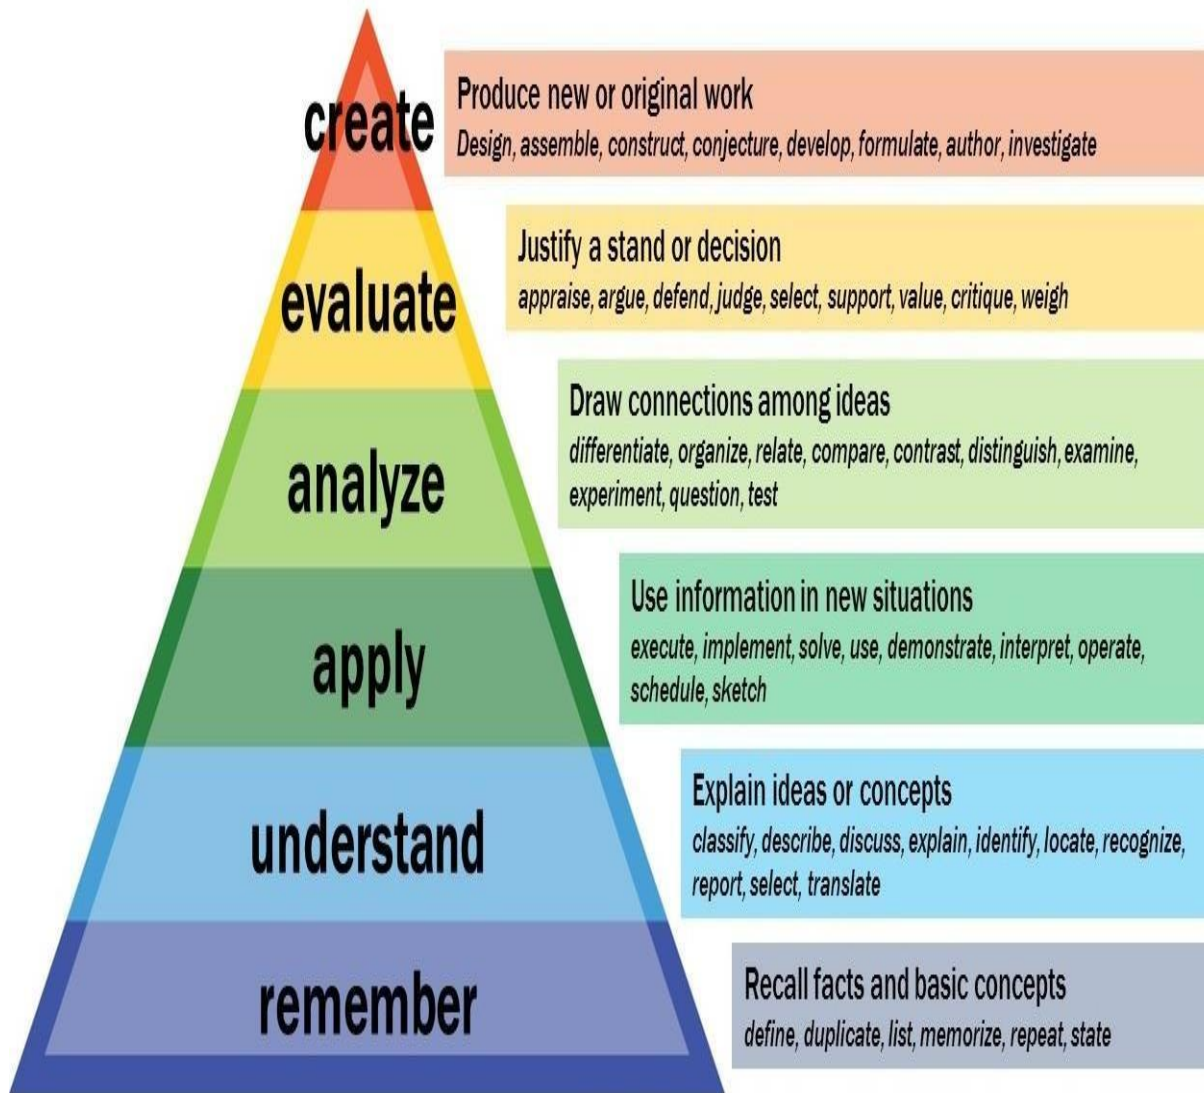 create
Produce new or original work
Design, assemble, construct, conjecture, develop, formulate, author, investigate
evaluate
Justify a stand or decision
appraise, argue, defend, judge, select, support, value, critique, weigh
analyze
Draw connections among ideas
differentiate, organize, relate, compare, contrast, distinguish, examine,
experiment, question, test
apply
Use information in new situations
execute, implement, solve, use, demonstrate, interpret, operate,
schedule, sketch
understand
Explain ideas or concepts
classify, describe, discuss, explain, identify, locate, recognize,
report, select, translate
remember
Recall facts and basic concepts
define, duplicate, list, memorize, repeat, state